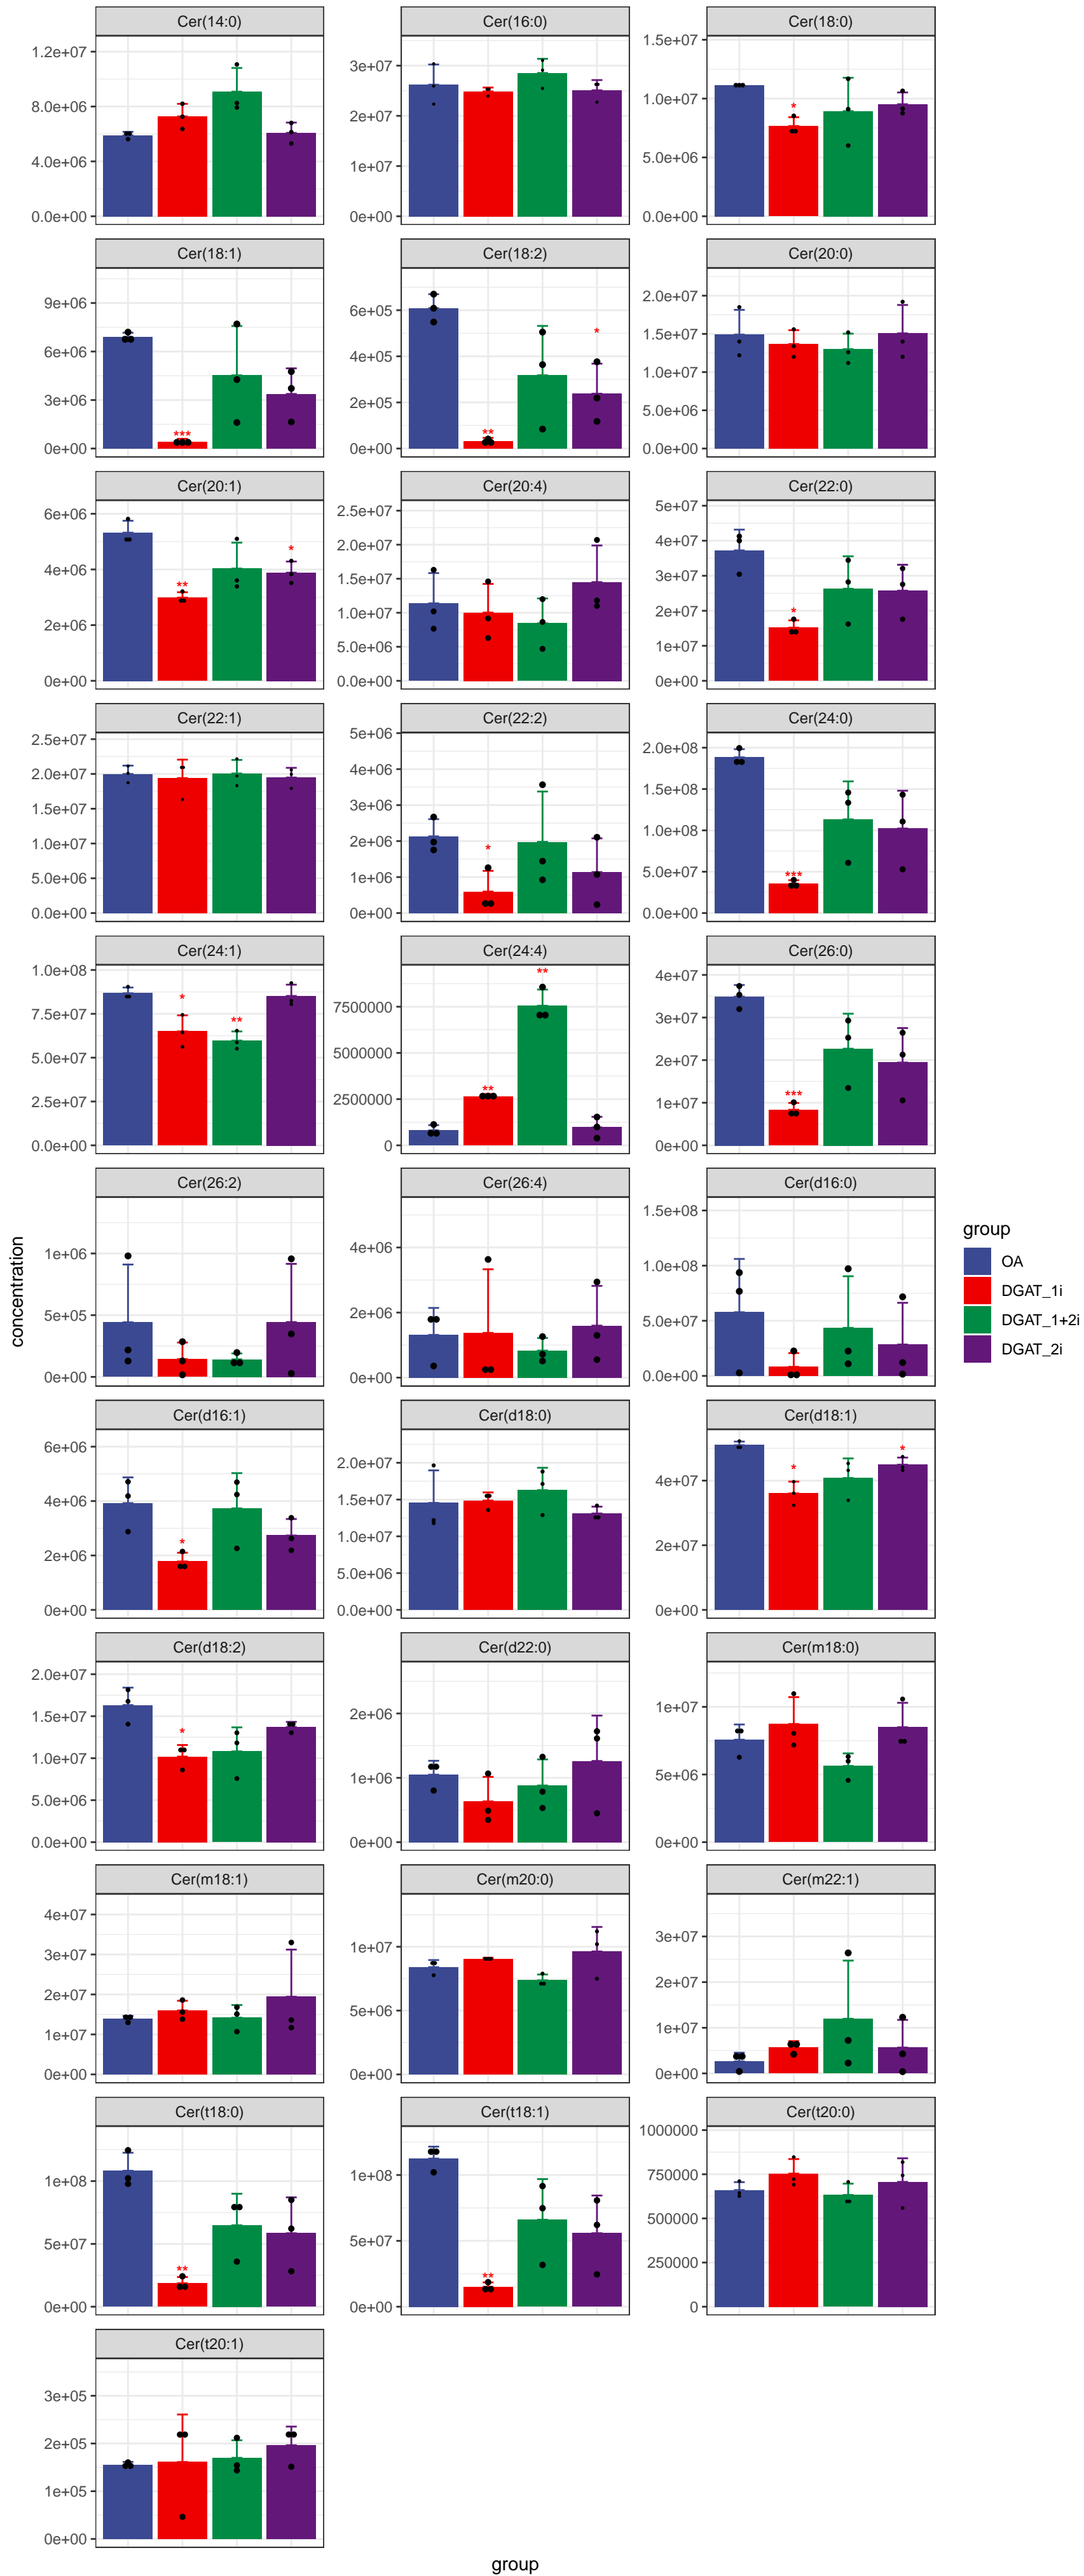 Cer(14:0)
Cer(16:0)
Cer(18:0)
1.2e+07
8.0e+06
4.0e+06
0.0e+00
3e+07
2e+07
1e+07
0e+00
1.5e+07
1.0e+07
5.0e+06
0.0e+00
*
Cer(18:1)
Cer(18:2)
Cer(20:0)
9e+06
6e+06
3e+06
0e+00
***
6e+05
4e+05
2e+05
0e+00
**
*
2.0e+07
1.5e+07
1.0e+07
5.0e+06
0.0e+00
Cer(20:1)
Cer(20:4)
Cer(22:0)
6e+06
4e+06
2e+06
0e+00
**
*
2.5e+07
2.0e+07
1.5e+07
1.0e+07
5.0e+06
0.0e+00
5e+07
4e+07
3e+07
2e+07
1e+07
0e+00
*
Cer(22:1)
Cer(22:2)
Cer(24:0)
2.5e+07
2.0e+07
1.5e+07
1.0e+07
5.0e+06
0.0e+00
5e+06
4e+06
3e+06
2e+06
1e+06
0e+00
*
2.0e+08
1.5e+08
1.0e+08
5.0e+07
0.0e+00
***
Cer(24:1)
Cer(24:4)
Cer(26:0)
1.0e+08
7.5e+07
5.0e+07
2.5e+07
0.0e+00
*
**
7500000
5000000
2500000
0
**
**
4e+07
3e+07
2e+07
1e+07
0e+00
***
Cer(26:2)
Cer(26:4)
Cer(d16:0)
1e+06
5e+05
0e+00
4e+06
2e+06
0e+00
1.5e+08
1.0e+08
5.0e+07
0.0e+00
Cer(d16:1)
Cer(d18:0)
Cer(d18:1)
6e+06
4e+06
2e+06
0e+00
*
2.0e+07
1.5e+07
1.0e+07
5.0e+06
0.0e+00
4e+07
2e+07
0e+00
*
*
Cer(d18:2)
Cer(d22:0)
Cer(m18:0)
2.0e+07
1.5e+07
1.0e+07
5.0e+06
0.0e+00
*
2e+06
1e+06
0e+00
1e+07
5e+06
0e+00
Cer(m18:1)
Cer(m20:0)
Cer(m22:1)
4e+07
3e+07
2e+07
1e+07
0e+00
1e+07
5e+06
0e+00
3e+07
2e+07
1e+07
0e+00
Cer(t18:0)
Cer(t18:1)
Cer(t20:0)
1e+08
5e+07
0e+00
**
1e+08
5e+07
0e+00
**
1000000
750000
500000
250000
0
Cer(t20:1)
3e+05
2e+05
1e+05
0e+00
concentration
group
group
OA
DGAT_1i
DGAT_1+2i
DGAT_2i